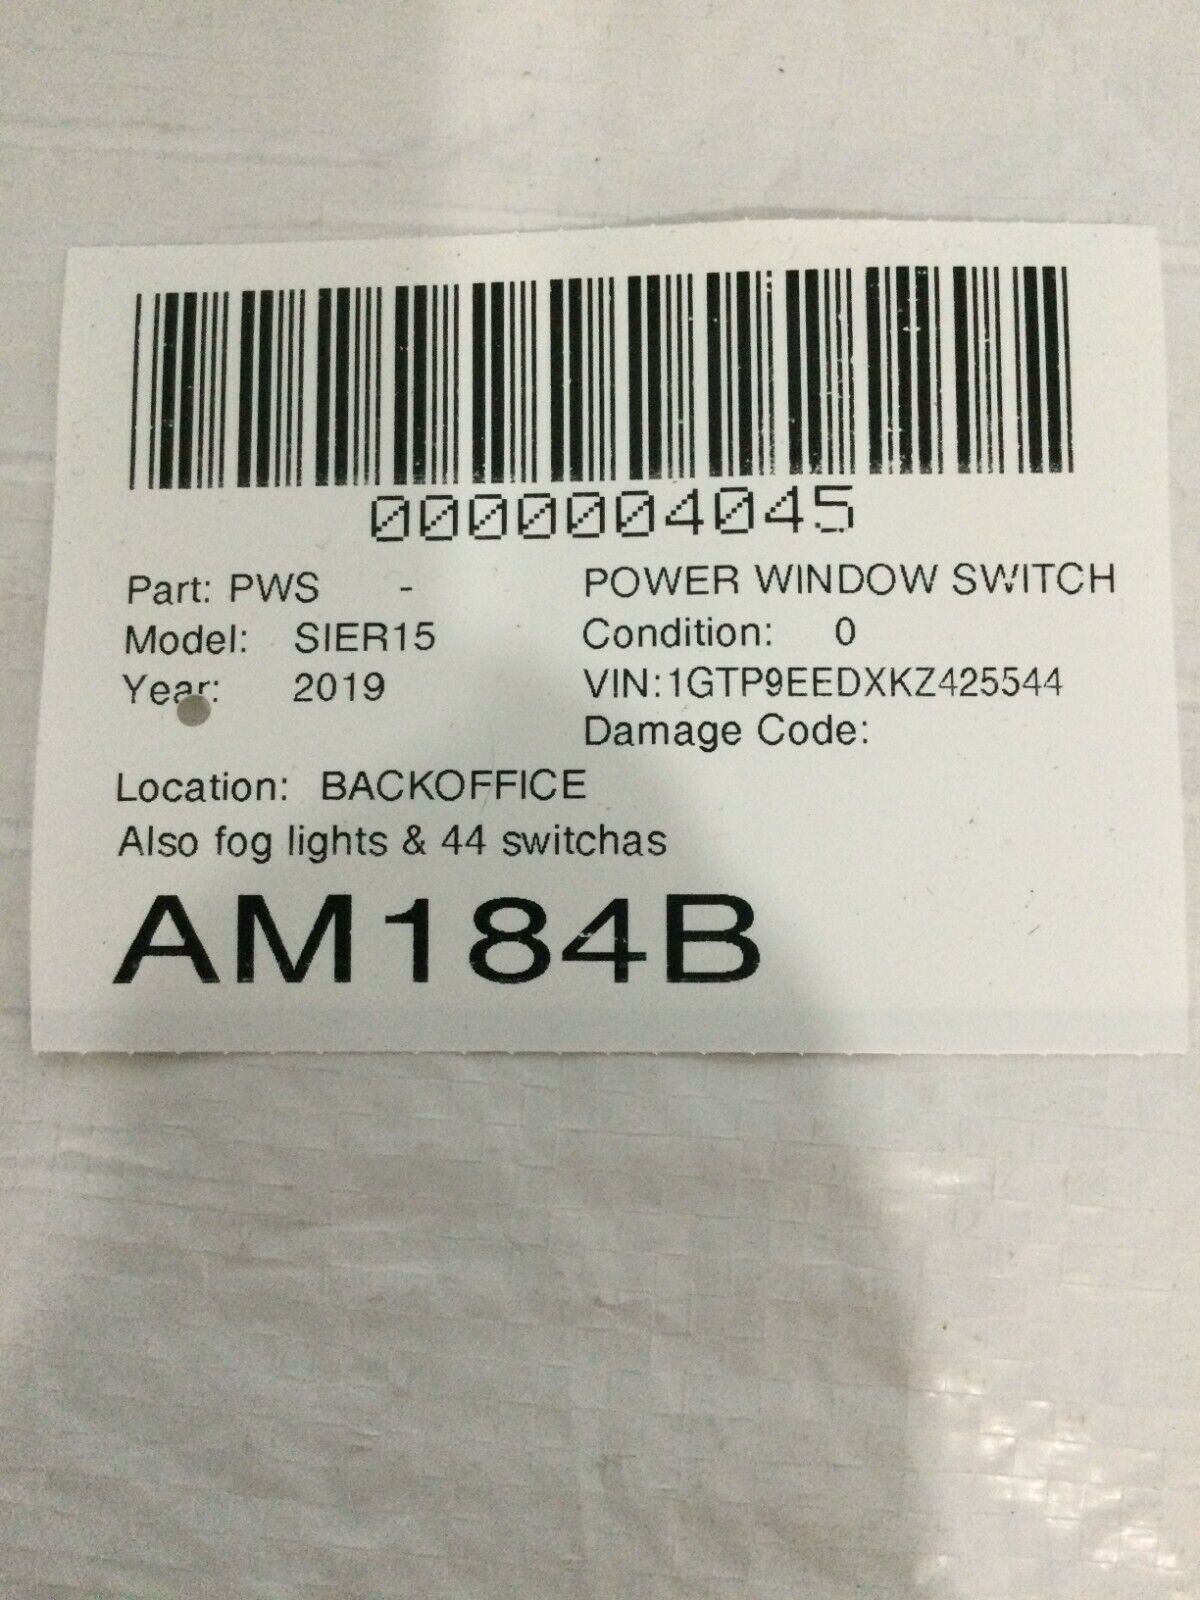 0000004045
Part: PWS - POWER WINDOW SWITCH
Model: SIER15 Condition: 0
Year: 2019 VIN:1GTP9EEDXKZ425544
Damage Code:
Location: BACKOFFICE
Also fog lights & 44 switchas
AM184B